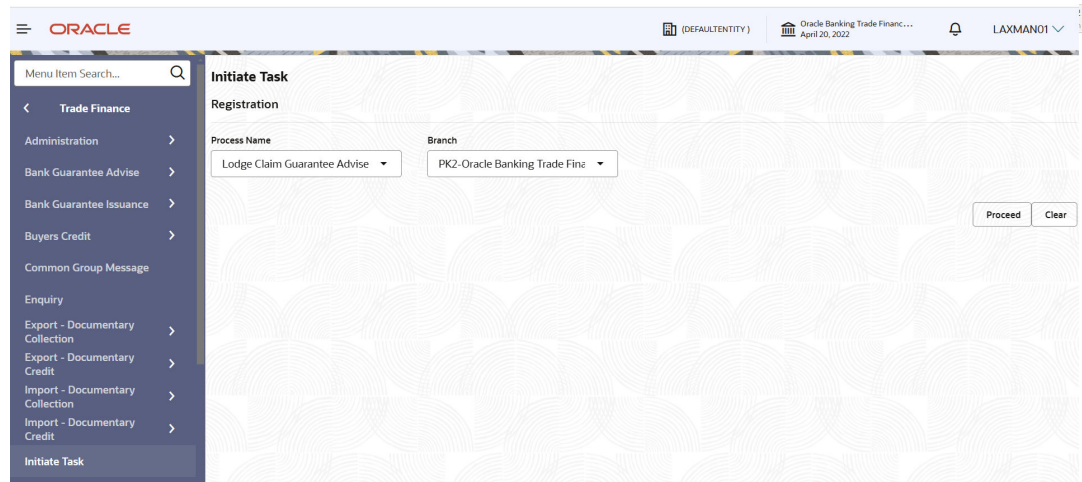 ORACLE
(DEFAULTENTITY )
Oracle Banking Trade Financ...
April 20, 2022
LAXMAN01
Menu Item Search...
Trade Finance
Administration
Bank Guarantee Advise
Bank Guarantee Issuance
Buyers Credit
Common Group Message
Enquiry
Export - Documentary
Collection
Export - Documentary
Credit
Import - Documentary
Collection
Import - Documentary
Credit
Initiate Task
Initiate Task
Registration
Process Name
Branch
Lodge Claim Guarantee Advise
PK2-Oracle Banking Trade Fina
Proceed
Clear